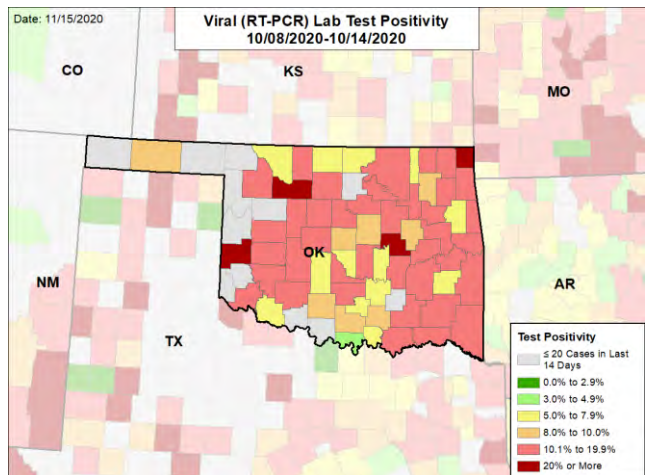 Date: 11/15/2020
Viral (RT-PCR) Lab Test Positivity
10/08/2020-10/14/2020
CO
KS
MO
OK
NM
AR
TX
Test Positivity
≤ 20 Cases in Last
14 Days
0.0% to 2.9%
3.0% to 4.9%
5.0% to 7.9%
8.0% to 10.0%
10.1% to 19.9%
20% or More